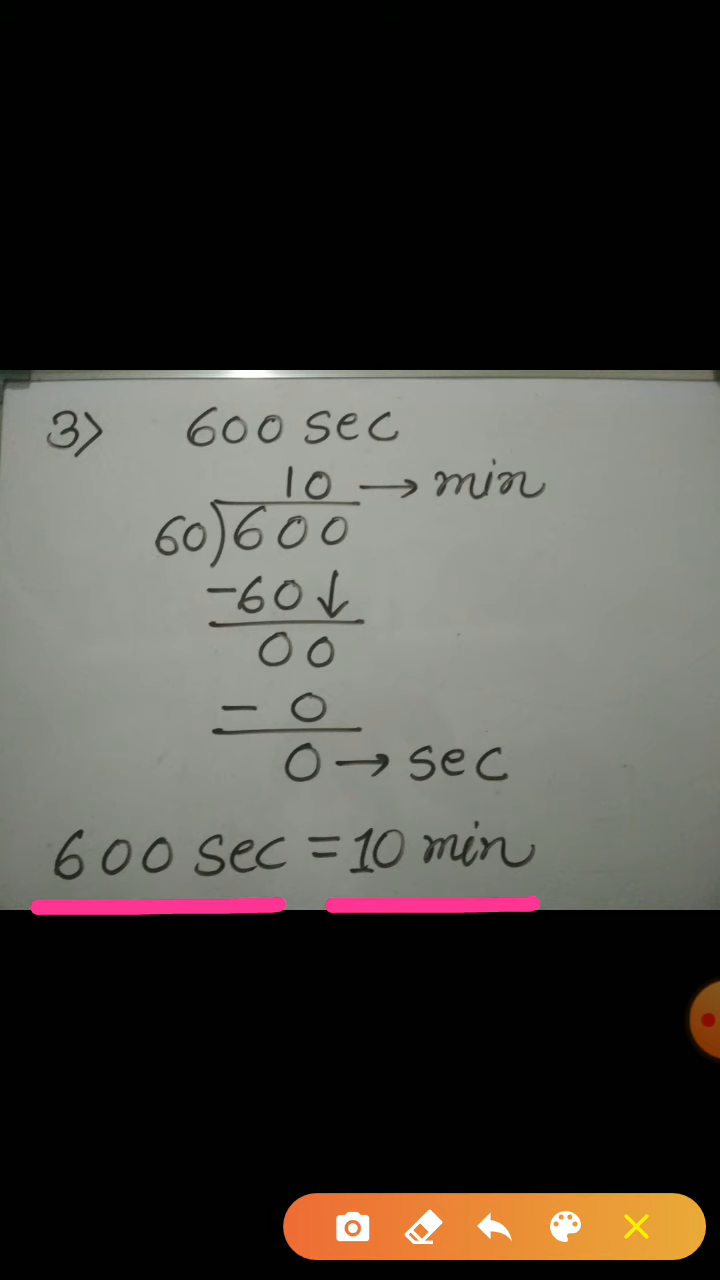 3> 600 sec
10 → min
60)600
-60↓
00
- 0
0 → sec
600 sec = 10 min